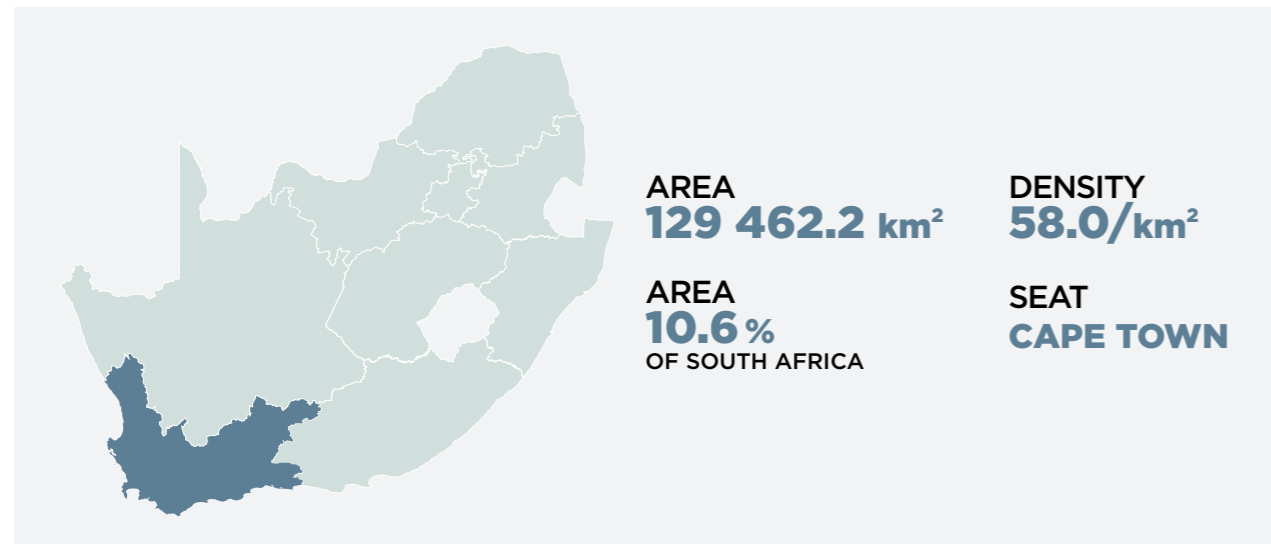 AREA
129 462.2 km²
AREA
10.6 %
OF SOUTH AFRICA
DENSITY
58.0/km²
SEAT
CAPE TOWN